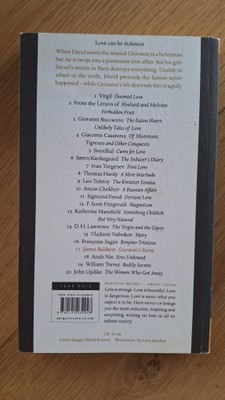 Love can be dishonest
When David meets the sensual Giovanni in a bohemian
bar, he is swept into a passionate love affair. But his girl-
friend's return to Paris destroys everything. Unable
to admit to the truth, David pretends the liaison never
happened – while Giovanni's life descends into tragedy.
1 Virgil Doomed Love
2 From the Letters of Abelard and Heloise
Forbidden Fruit
3 Giovanni Boccaccio The Eaten Heart:
Unlikely Tales of Love
4 Giacomo Casanova Of Mistresses,
Tigresses and Other Conquests
5 Stendhal Cures for Love
6 Søren Kierkegaard The Seducer's Diary
7 Ivan Turgenev First Love
8 Thomas Hardy A Mere Interlude
9 Leo Tolstoy The Kreutzer Sonata
10 Anton Chekhov A Russian Affair
11 Sigmund Freud Deviant Love
12 F. Scott Fitzgerald Magnetism
13 Katherine Mansfield Something Childish
But Very Natural
14 D. H. Lawrence The Virgin and the Gipsy
15 Vladimir Nabokov Mary
16 Françoise Sagan Bonjour Tristesse
17 James Baldwin Giovanni's Room
18 Anaïs Nin Eros Unbound
19 William Trevor Bodily Secrets
20 John Updike The Women Who Got Away
PENGUIN BOOKS – GREAT LOVES
Love is strange. Love is beautiful. Love
is dangerous. Love is never what you
expect it to be. Here
you the most seductive, inspiring and
surprising writing on love in all its
infinite variety.